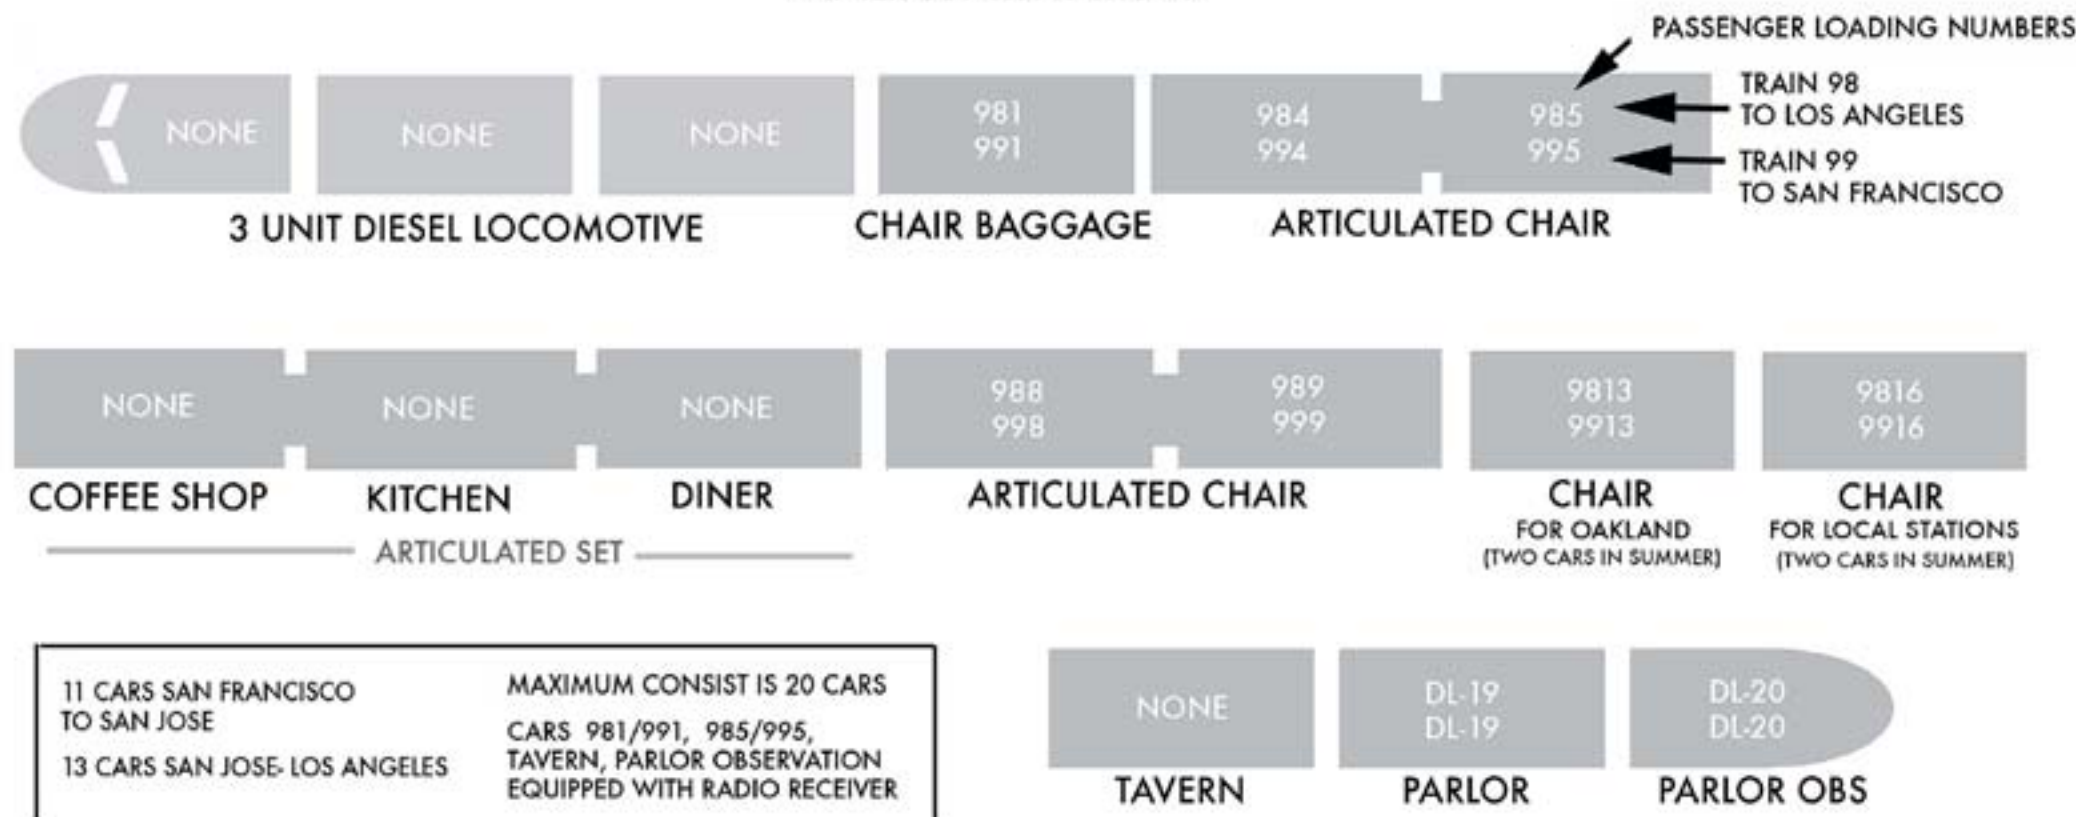 PASSENGER LOADING NUMBERS
NONE
NONE
NONE
981
991
984
994
985
995
TRAIN 98
TO LOS ANGELES
TRAIN 99
TO SAN FRANCISCO
3 UNIT DIESEL LOCOMOTIVE
CHAIR BAGGAGE
ARTICULATED CHAIR
NONE
NONE
NONE
988
998
989
999
9813
9913
9816
9916
COFFEE SHOP
KITCHEN
DINER
ARTICULATED SET
ARTICULATED CHAIR
CHAIR
FOR OAKLAND
(TWO CARS IN SUMMER)
CHAIR
FOR LOCAL STATIONS
(TWO CARS IN SUMMER)
11 CARS SAN FRANCISCO
TO SAN JOSE
13 CARS SAN JOSE- LOS ANGELES
MAXIMUM CONSIST IS 20 CARS
CARS 981/991, 985/995,
TAVERN, PARLOR OBSERVATION
EQUIPPED WITH RADIO RECEIVER
NONE
DL-19
DL-19
DL-20
DL-20
TAVERN
PARLOR
PARLOR OBS